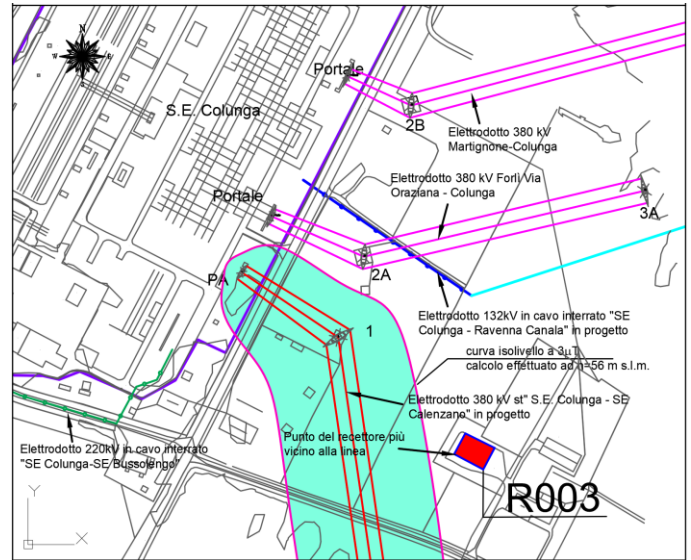 N
W
E
S
Portale
S.E. Colunga
2B
Elettrodotto 380 kV
Martignone-Colunga
Elettrodotto 380 kV Forlì Via
Oraziana - Colunga
Portale
3A
2A
PA
Elettrodotto 132kV in cavo interrato "SE
Colunga - Ravenna Canala" in progetto
1
curva isolivello a 3μT
calcolo effettuato ad h=56 m s.l.m.
Elettrodotto 380 kV st" S.E. Colunga - SE
Calenzano" in progetto
Elettrodotto 220kV in cavo interrato
"SE Colunga-SE Bussolengo"
Punto del recettore più
vicino alla linea
R003
Y
X